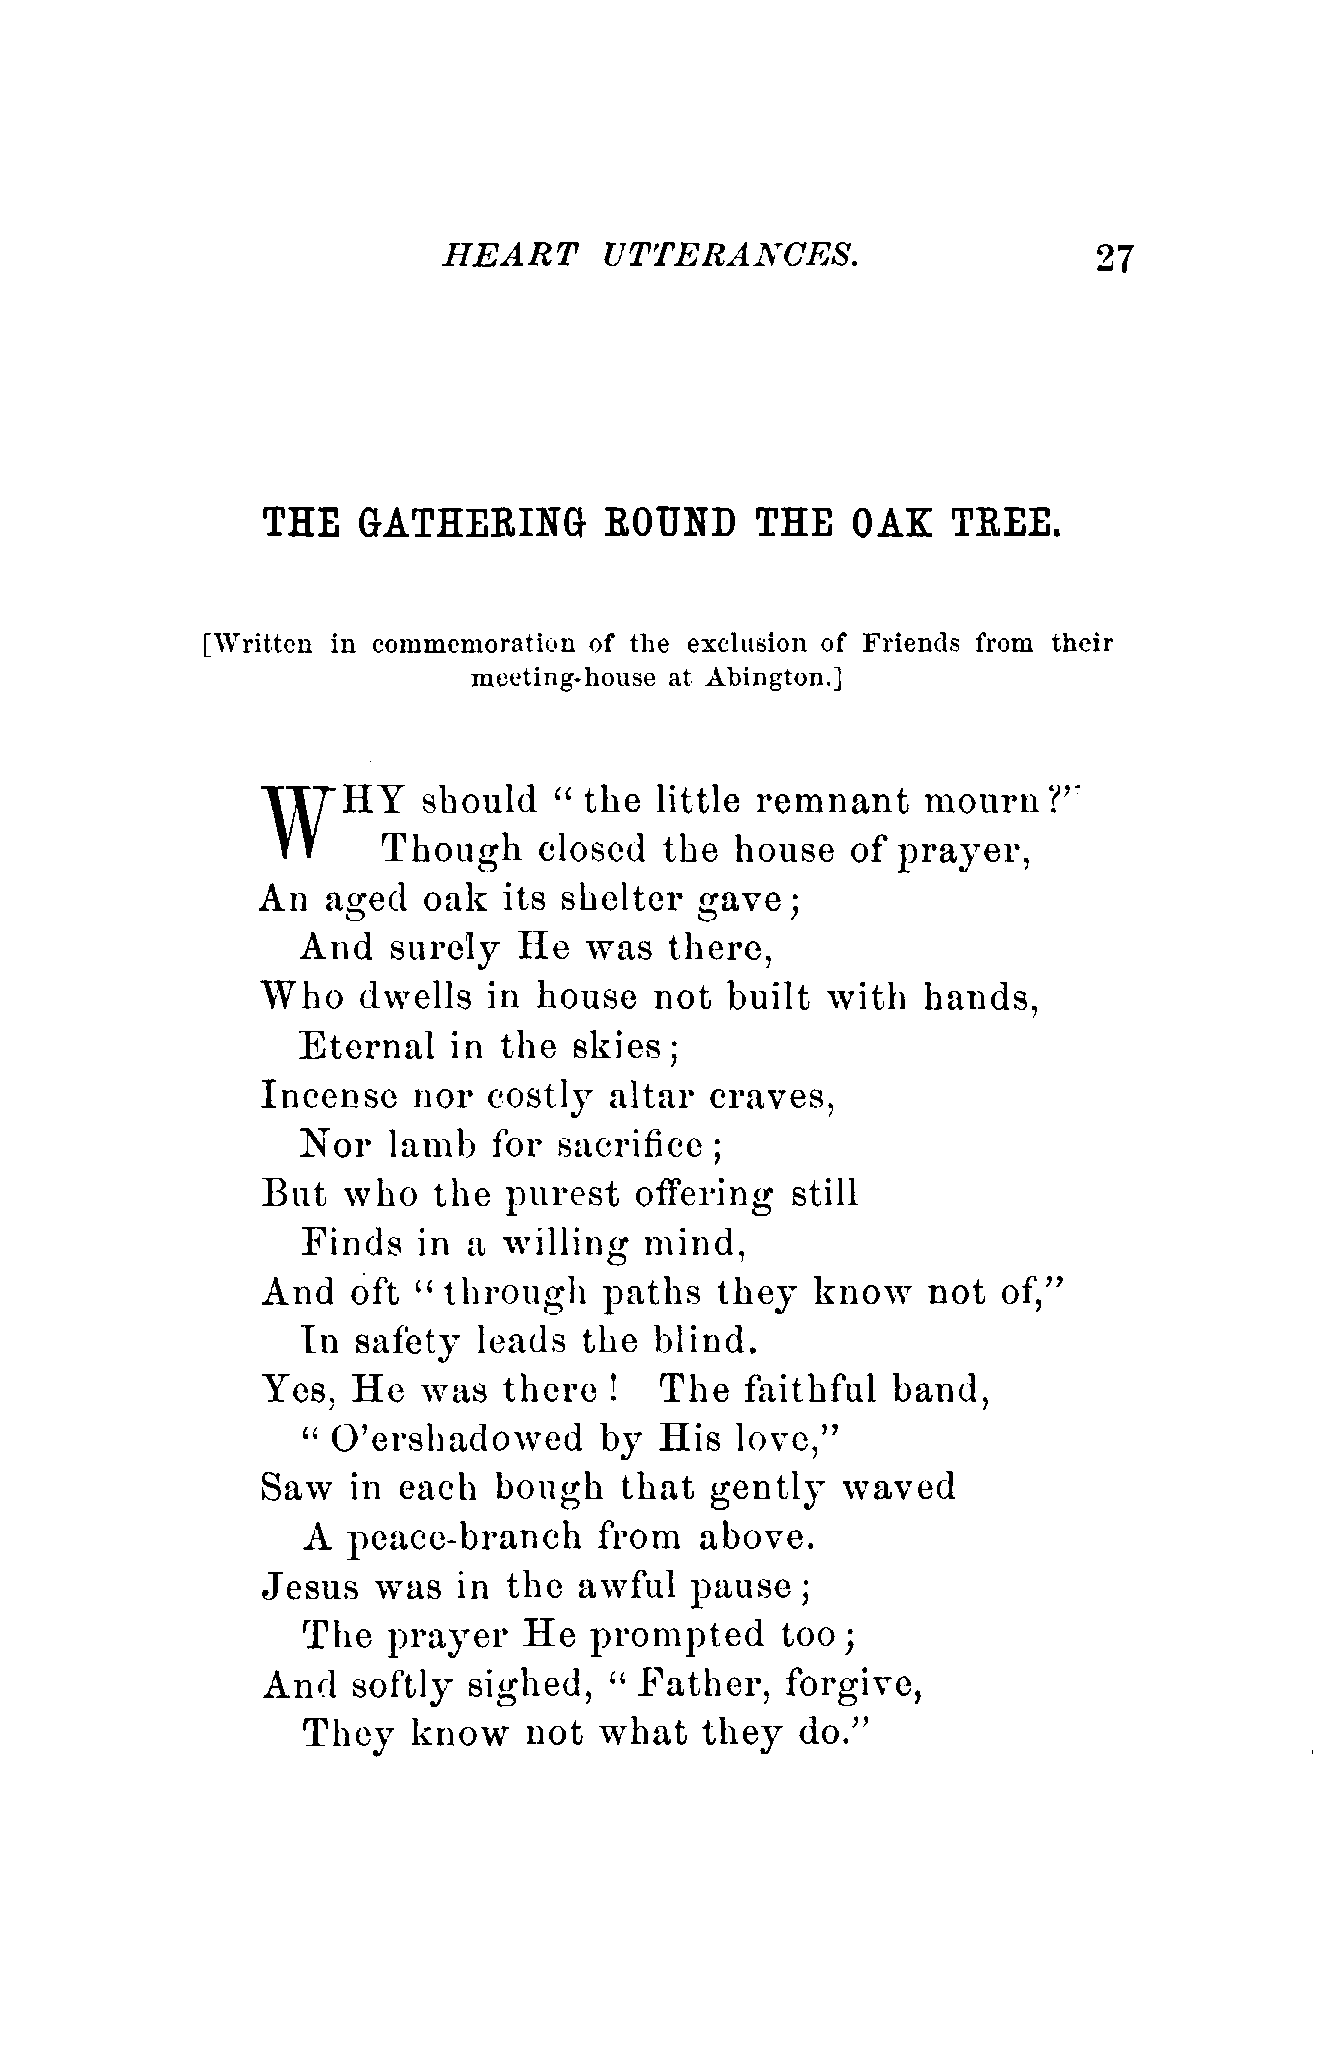 HEART UTTERANCES. 27
THE GATHERING ROUND THE OAK TREE.
[Written in commemoration of the exclusion of Friends from their
meeting-house at Abington.]
WHY should “the little remnant mourn?”
Though closed the house of prayer,
An aged oak its shelter gave;
And surely He was there,
Who dwells in house not built with hands,
Eternal in the skies;
Incense nor costly altar craves,
Nor lamb for sacrifice;
But who the purest offering still
Finds in a willing mind,
And oft “through paths they know not of,”
In safety leads the blind.
Yes, He was there! The faithful band,
“O’ershadowed by His love,”
Saw in each bough that gently waved
A peace-branch from above.
Jesus was in the awful pause;
The prayer He prompted too;
And softly sighed, “Father, forgive,
They know not what they do.”